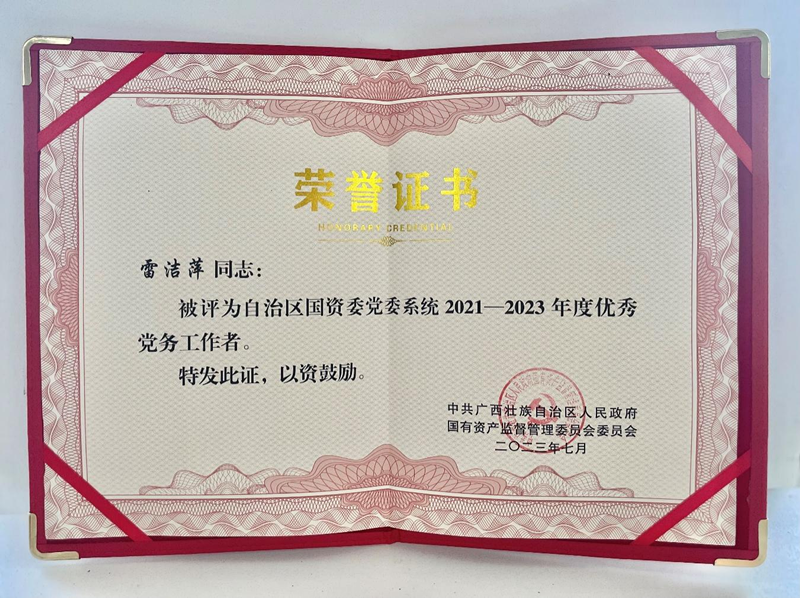 荣誉证书
HONORARY CREDENTIAL
雷洁萍 同志：
被评为自治区国资委党委系统 2021—2023 年度优秀
党务工作者。
特发此证，以资鼓励。
中共广西壮族自治区人民政府
国有资产监督管理委员会委员会
二〇二三年七月